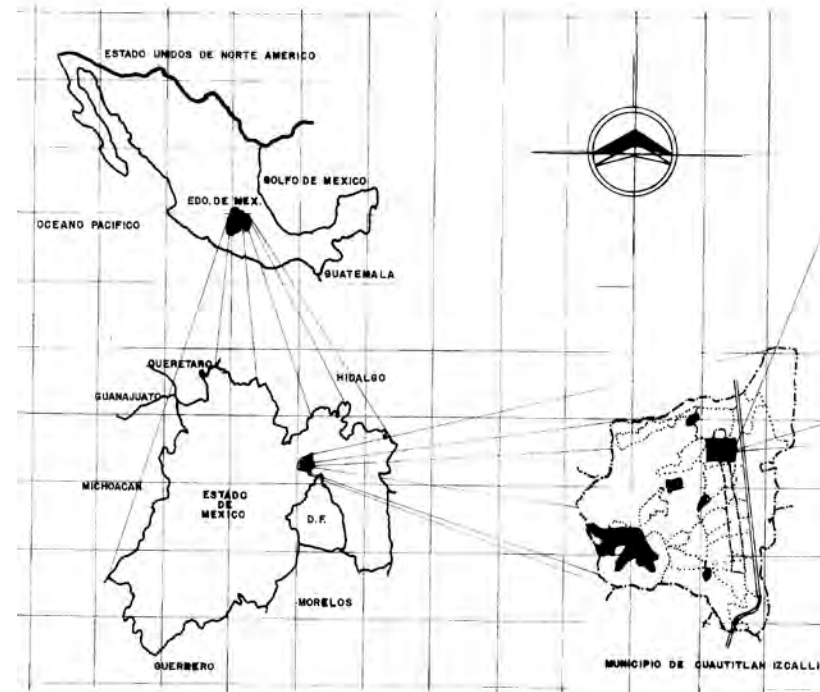 ESTADO UNIDOS DE NORTE AMERICO
GOLFO DE MEXICO
EDO. DE MEX.
OCEANO PACIFICO
GUATEMALA
QUERETARO
HIDALGO
GUANAJUATO
MICHOACAN
ESTADO
DE
MEXICO
D.F.
MORELOS
GUERRERO
MUNICIPIO DE CUAUTITLAN IZCALLI